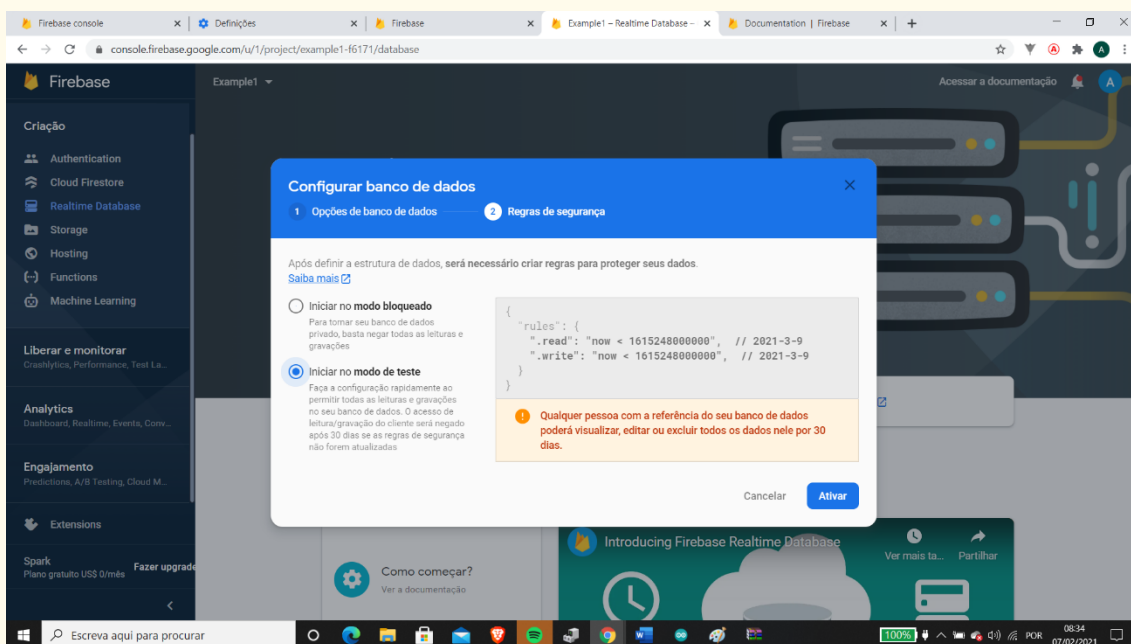 Firebase console
Definições
Firebase
Example1 – Realtime Database –
Documentation | Firebase
console.firebase.google.com/u/1/project/example1-f6171/database
A
Firebase
Example1
Acessar a documentação
A
Criação
Authentication
Cloud Firestore
Realtime Database
Storage
Hosting
Functions
Machine Learning
Liberar e monitorar
Crashlytics, Performance, Test La...
Analytics
Dashboard, Realtime, Events, Conv...
Engajamento
Predictions, A/B Testing, Cloud M...
Extensions
Spark
Plano gratuito US$ 0/mês
Fazer upgrade
Configurar banco de dados
1 Opções de banco de dados
2 Regras de segurança
Após definir a estrutura de dados, será necessário criar regras para proteger seus dados.
Saiba mais
Iniciar no modo bloqueado
Para tornar seu banco de dados
privado, basta negar todas as leituras e
gravações
Iniciar no modo de teste
Faça a configuração rapidamente ao
permitir todas as leituras e gravações
no seu banco de dados. O acesso de
leitura/gravação do cliente será negado
após 30 dias se as regras de segurança
não forem atualizadas
{
"rules": {
".read": "now < 1615248000000", // 2021-3-9
".write": "now < 1615248000000", // 2021-3-9
}
}
Qualquer pessoa com a referência do seu banco de dados
poderá visualizar, editar ou excluir todos os dados nele por 30
dias.
Cancelar
Ativar
Como começar?
Ver a documentação
Introducing Firebase Realtime Database
Ver mais ta...
Partilhar
Escreva aqui para procurar
100%
POR
08:34
07/02/2021